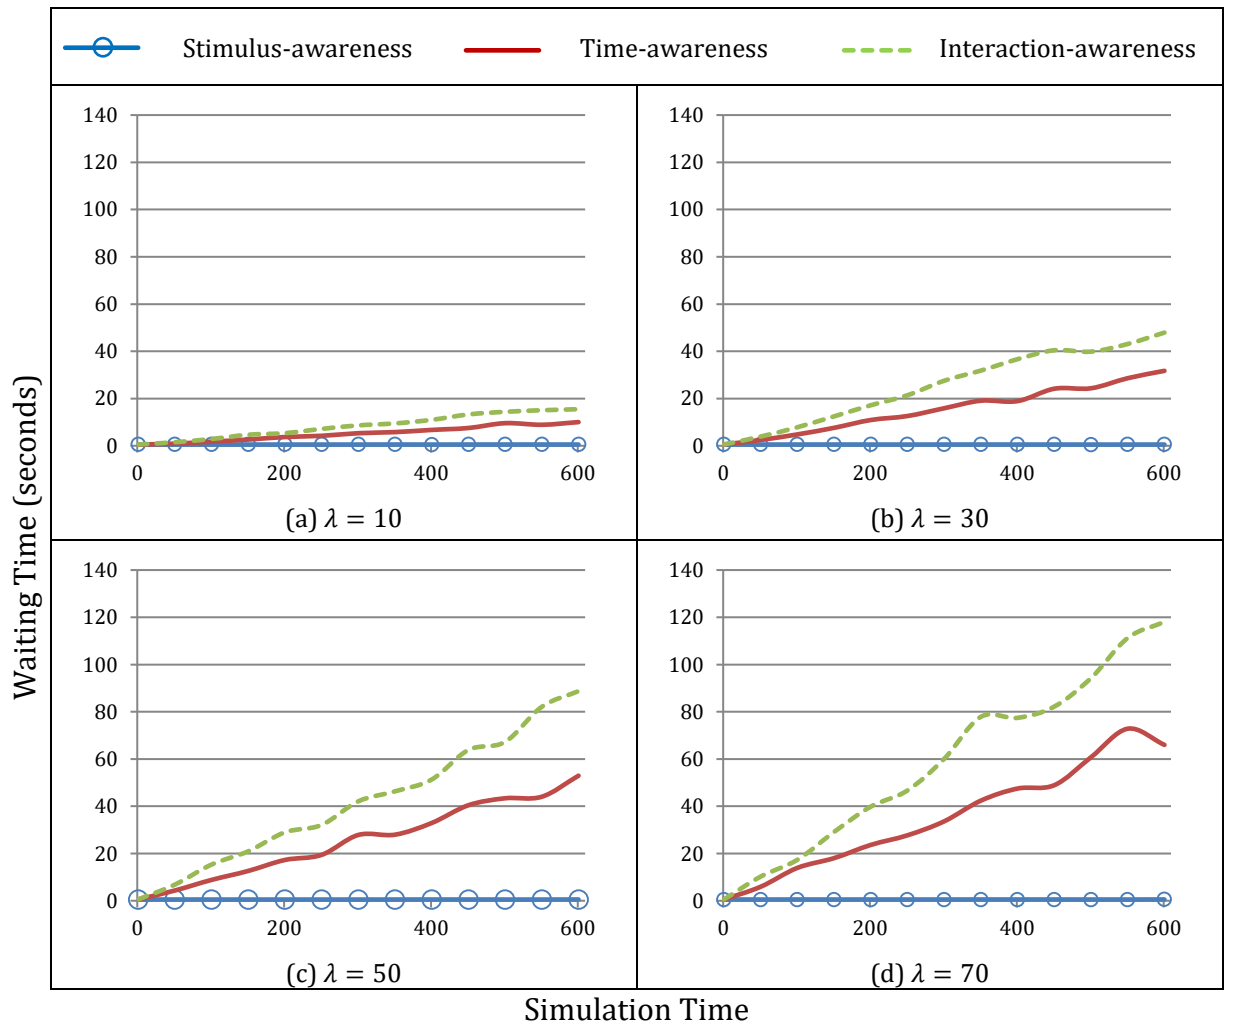 Stimulus-awareness Time-awareness Interaction-awareness
140
120
100
80
60
40
20
0
0 200 400 600
(a) λ = 10
140
120
100
80
60
40
20
0
0 200 400 600
(b) λ = 30
Waiting Time (seconds)
140
120
100
80
60
40
20
0
0 200 400 600
(c) λ = 50
140
120
100
80
60
40
20
0
0 200 400 600
(d) λ = 70
Simulation Time